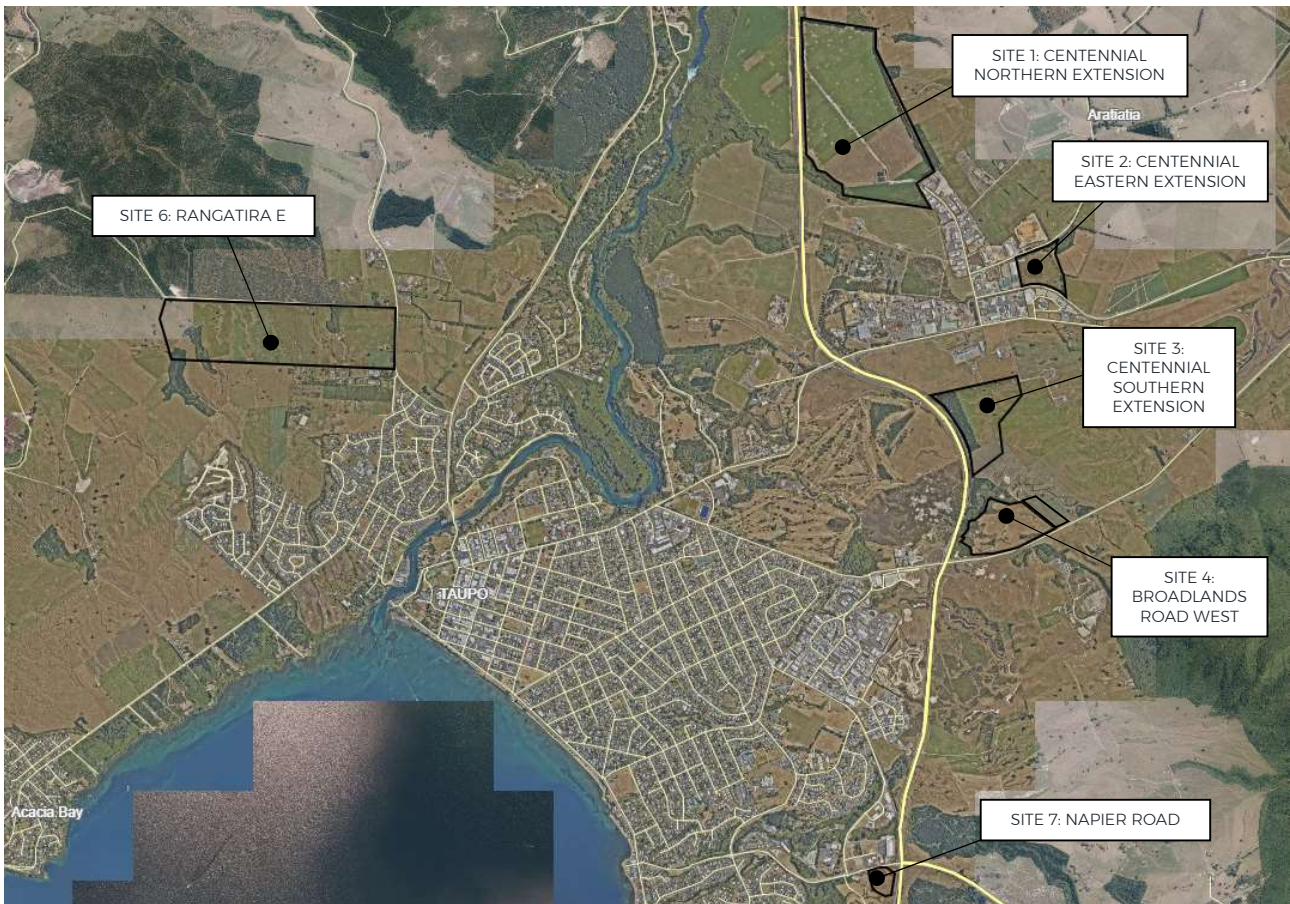 SITE 1: CENTENNIAL
NORTHERN EXTENSION
Aratiatia
SITE 2: CENTENNIAL
EASTERN EXTENSION
SITE 6: RANGATIRA E
SITE 3:
CENTENNIAL
SOUTHERN
EXTENSION
SITE 4:
BROADLANDS
ROAD WEST
TAUPO
Acacia Bay
SITE 7: NAPIER ROAD